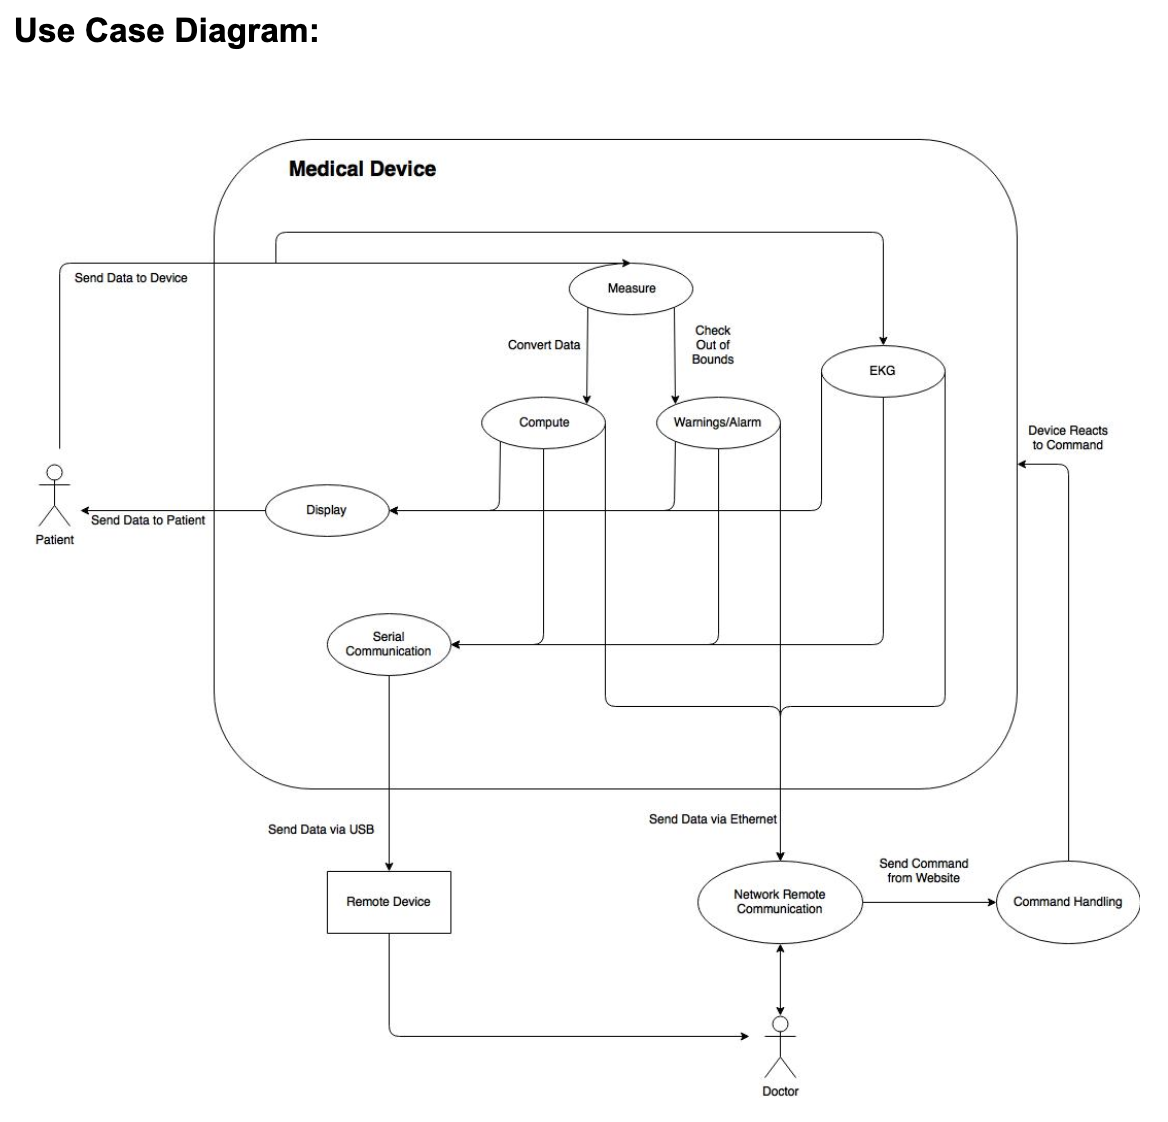 Use Case Diagram:
Medical Device
Send Data to Device
Measure
Convert Data
Check
Out of
Bounds
EKG
Compute
Warnings/Alarm
Device Reacts
to Command
Display
Send Data to Patient
Patient
Serial
Communication
Send Data via USB
Send Data via Ethernet
Send Command
from Website
Remote Device
Network Remote
Communication
Command Handling
Doctor